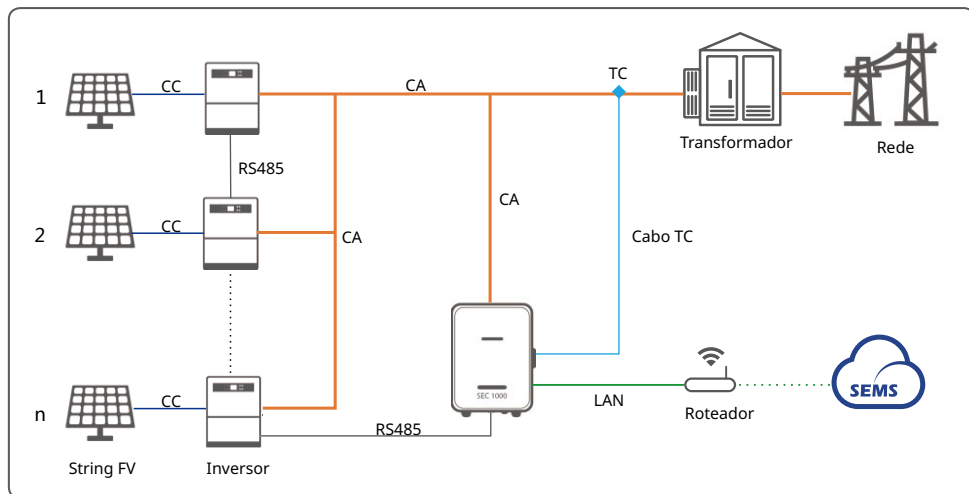 TC
CC
CA
1
Transformador
Rede
RS485
CC
CA
2
CA
Cabo TC
SEMS
SEC 1000
CC
LAN
Roteador
n
RS485
String FV
Inversor